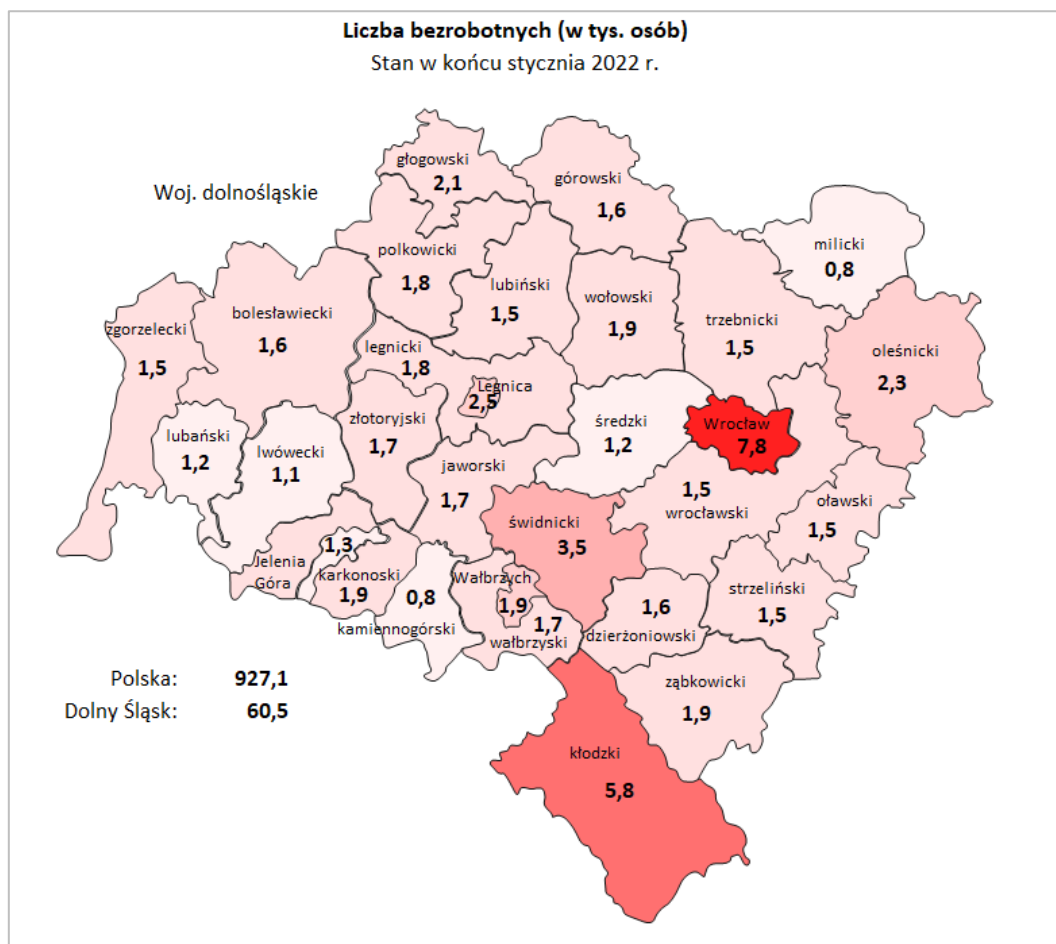 Liczba bezrobotnych (w tys. osób)
Stan w końcu stycznia 2022 r.
Woj. dolnośląskie
głogowski
2,1
górowski
1,6
milicki
0,8
polkowicki
1,8
lubiński
1,5
wołowski
1,9
trzebnicki
1,5
oleśnicki
2,3
zgorzelecki
1,5
bolesławiecki
1,6
legnicki
1,8
Legnica
2,5
złotoryjski
1,7
średzki
1,2
Wrocław
7,8
lubański
1,2
lwówecki
1,1
jaworski
1,7
1,5
wrocławski
oławski
1,5
świdnicki
3,5
Jelenia
Góra
1,3
karkonoski
1,9
0,8
kamiennogórski
Wałbrzych
1,9
1,7
wałbrzyski
1,6
dzierżoniowski
strzeliński
1,5
ząbkowicki
1,9
kłodzki
5,8
Polska: 927,1
Dolny Śląsk: 60,5